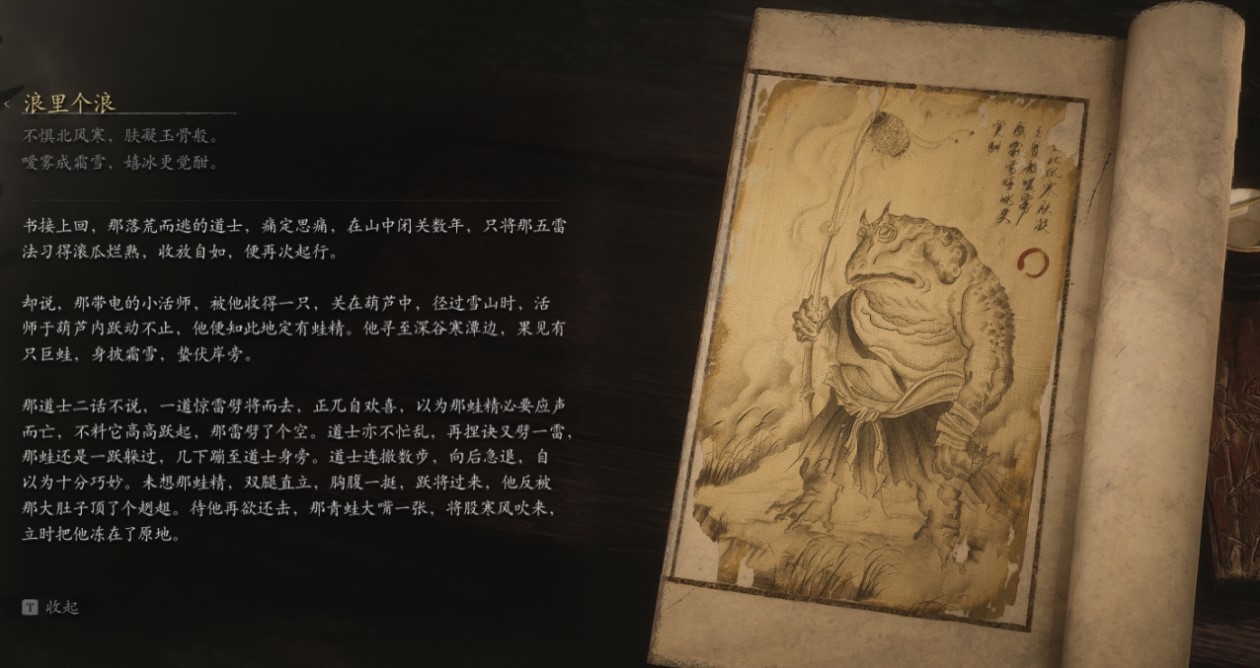 浪里个浪
不惧北风寒，肤凝玉骨般。
嗳雾成霜雪，嬉冰更觉酣。
书接上回，那落荒而逃的道士，痛定思痛，在山中闭关数年，只将那五雷
法习得滚瓜烂熟，收放自如，便再次起行。
却说，那带电的小活师，被他收得一只，关在葫芦中，径过雪山时，活
师于葫芦内跃动不止，他便知此地定有蛙精。他寻至深谷寒潭边，果见有
只巨蛙，身披霜雪，蛰伏岸旁。
那道士二话不说，一道惊雷劈将而去，正兀自欢喜，以为那蛙精必要应声
而亡，不料它高高跃起，那雷劈了个空。道士亦不忙乱，再捏诀又劈一雷，
那蛙还是一跃躲过，几下蹦至道士身旁。道士连撤数步，向后急退，自
以为十分巧妙。未想那蛙精，双腿直立，胸腹一挺，跃将过来，他反被
那大肚子顶了个趔趄。待他再欲还击，那青蛙大嘴一张，将股寒风吹来，
立时把他冻在了原地。
T 收起